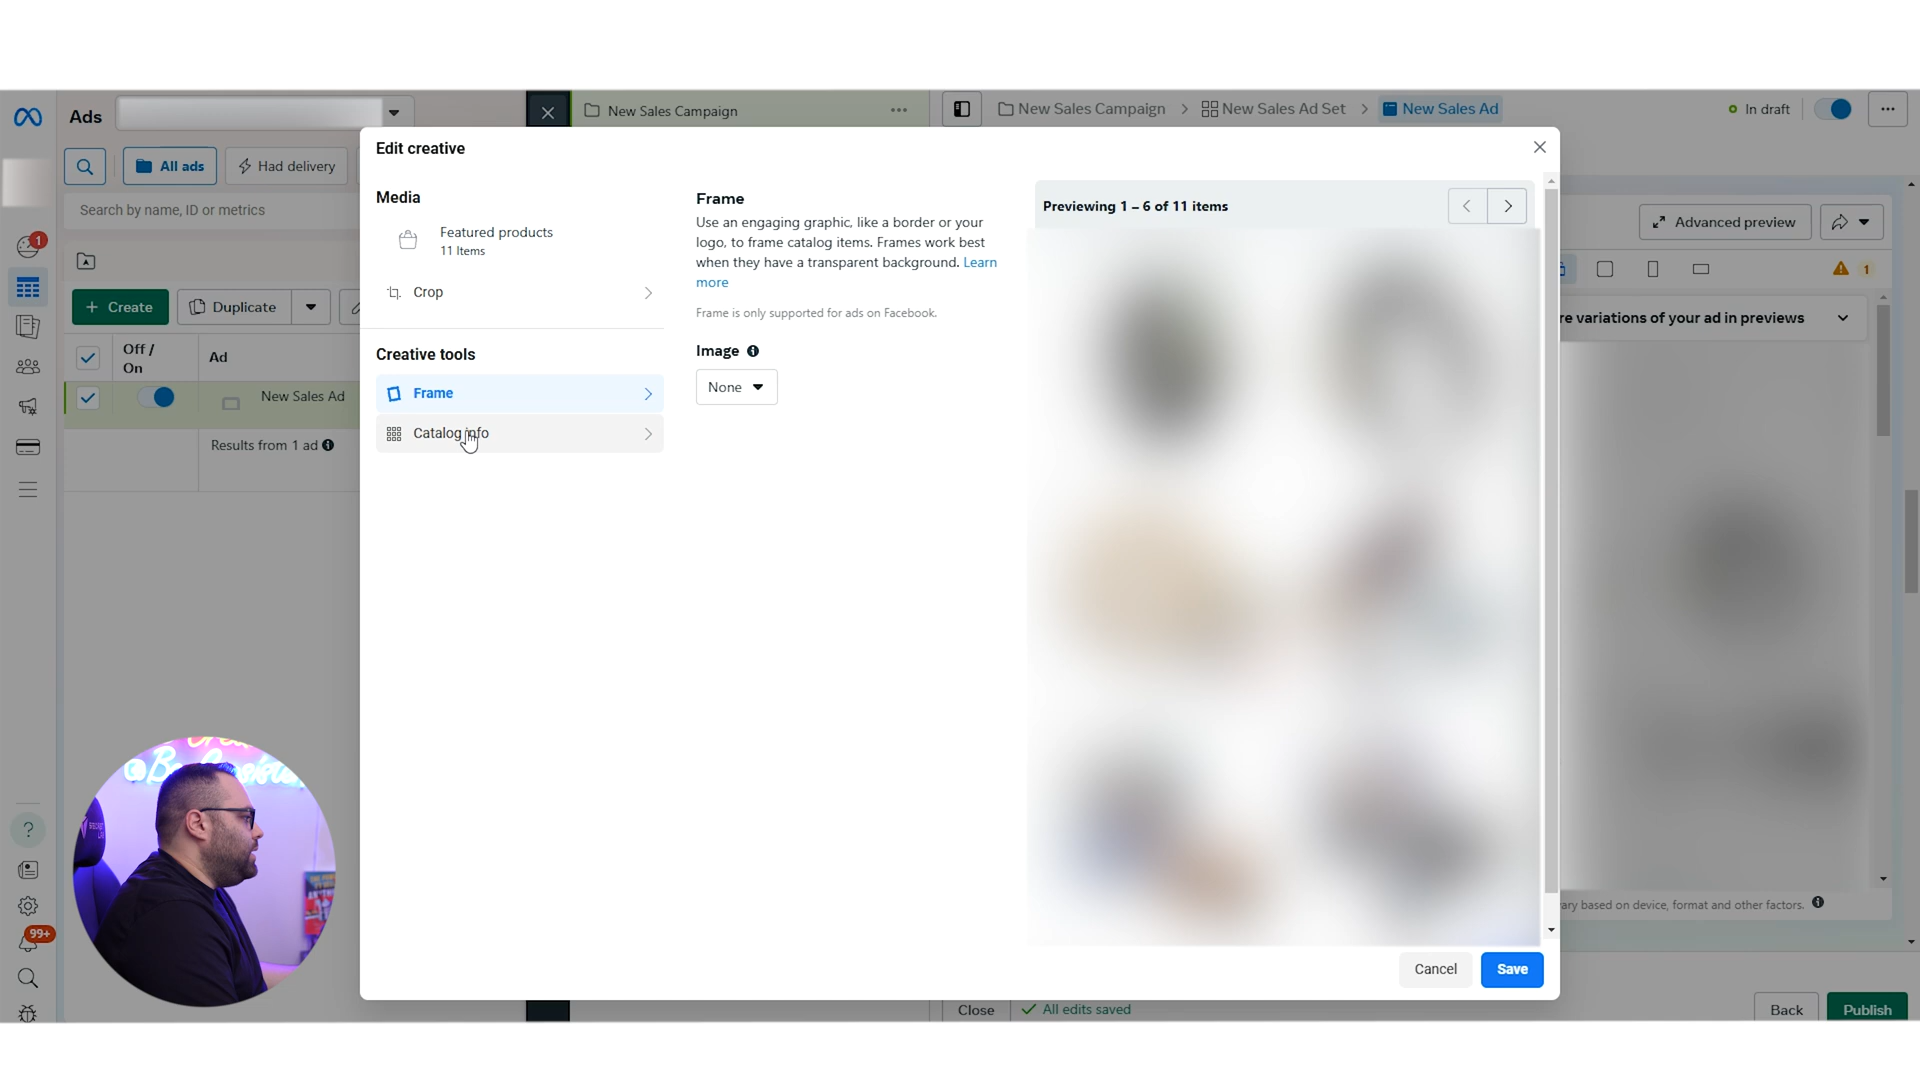 Ads
New Sales Campaign
New Sales Campaign
New Sales Ad Set
New Sales Ad
In draft
All ads
Had delivery
Search by name, ID or metrics
Create
Duplicate
Off /
On
Ad
New Sales Ad
Results from 1 ad
1
99+
Edit creative
Media
Featured products
11 Items
Crop
Creative tools
Frame
Catalog info
Frame
Use an engaging graphic, like a border or your
logo, to frame catalog items. Frames work best
when they have a transparent background. Learn
more
Frame is only supported for ads on Facebook.
Image
None
Previewing 1 – 6 of 11 items
Cancel
Save
Advanced preview
1
re variations of your ad in previews
ary based on device, format and other factors.
Close
All edits saved
Back
Publish